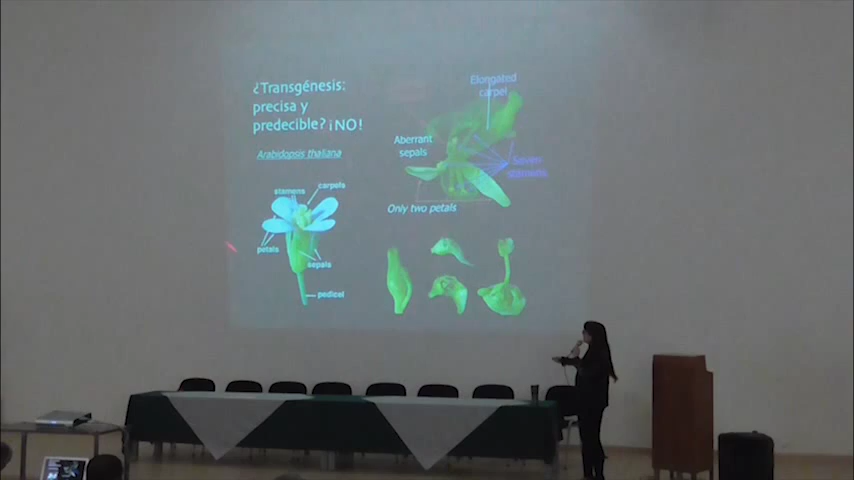 ¿Transgénesis:
precisa y
predecible? ¡NO!
Arabidopsis thaliana
stamens
carpels
petals
sepals
pedicel
Elongated
carpel
Aberrant
sepals
Seven
stamens
Only two petals